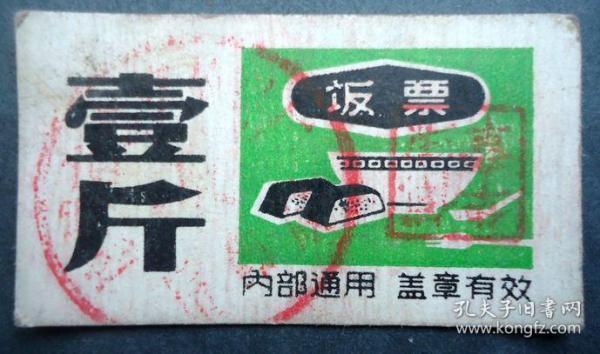 壹斤
坂票
内部通用 盖章有效
孔夫子旧书网
www.kongfz.com